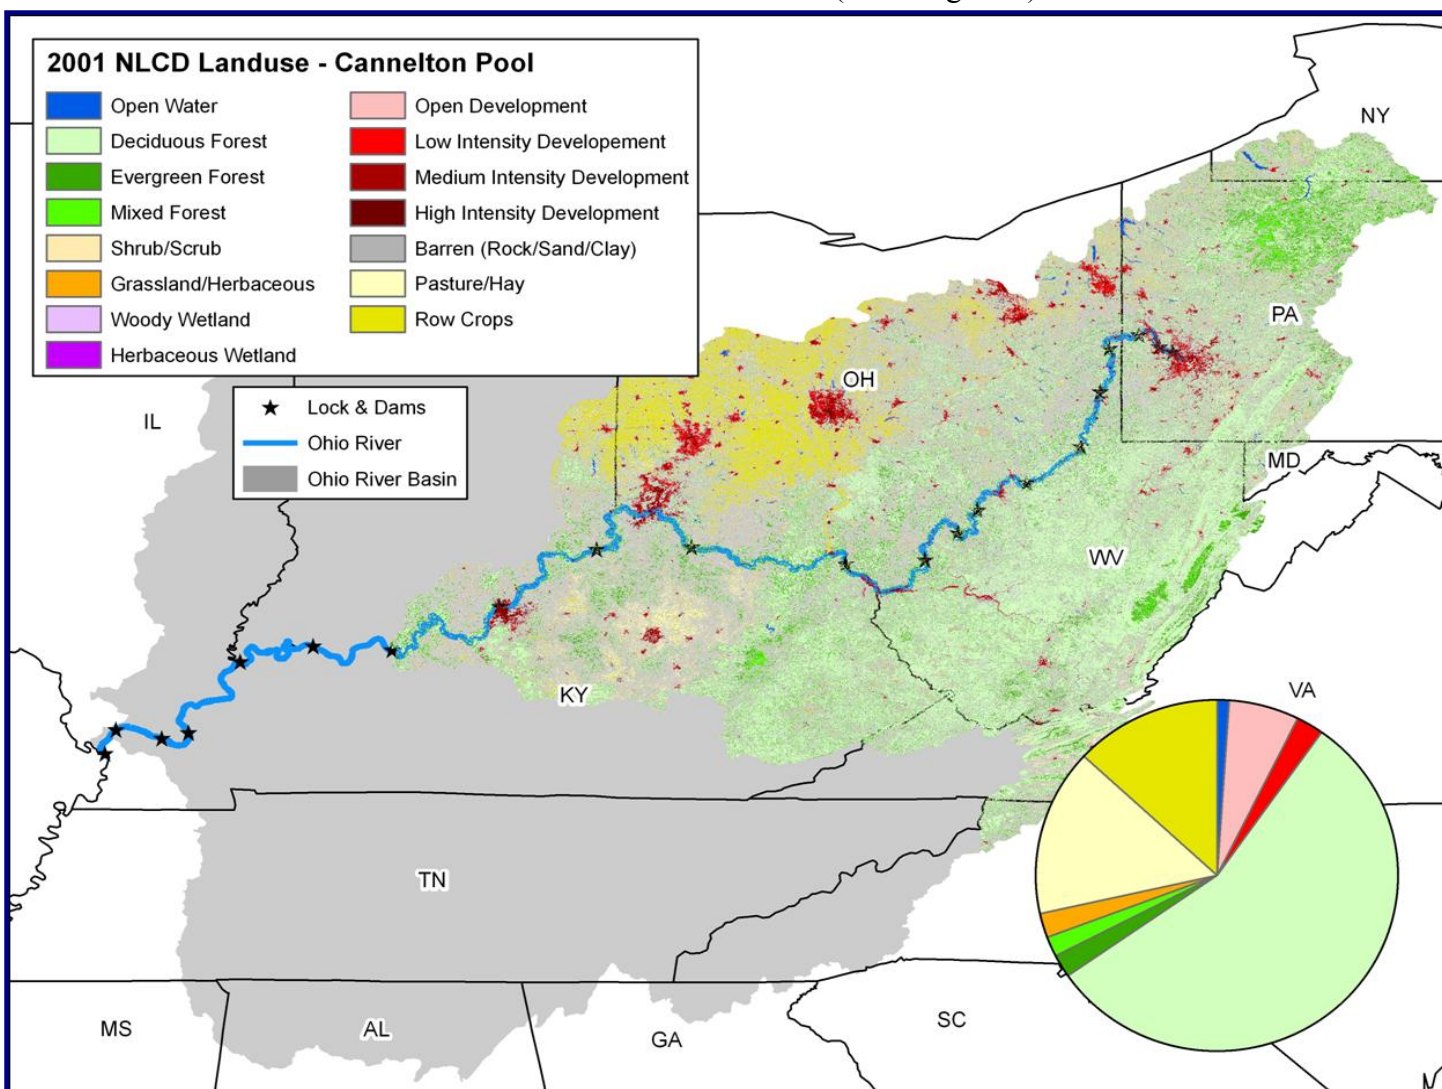 2001 NLCD Landuse - Cannelton Pool
Open Water
Deciduous Forest
Evergreen Forest
Mixed Forest
Shrub/Scrub
Grassland/Herbaceous
Woody Wetland
Herbaceous Wetland
Open Development
Low Intensity Developement
Medium Intensity Development
High Intensity Development
Barren (Rock/Sand/Clay)
Pasture/Hay
Row Crops
Lock & Dams
Ohio River
Ohio River Basin
NY
PA
OH
IL
MD
WV
VA
KY
TN
SC
MS
AL
GA